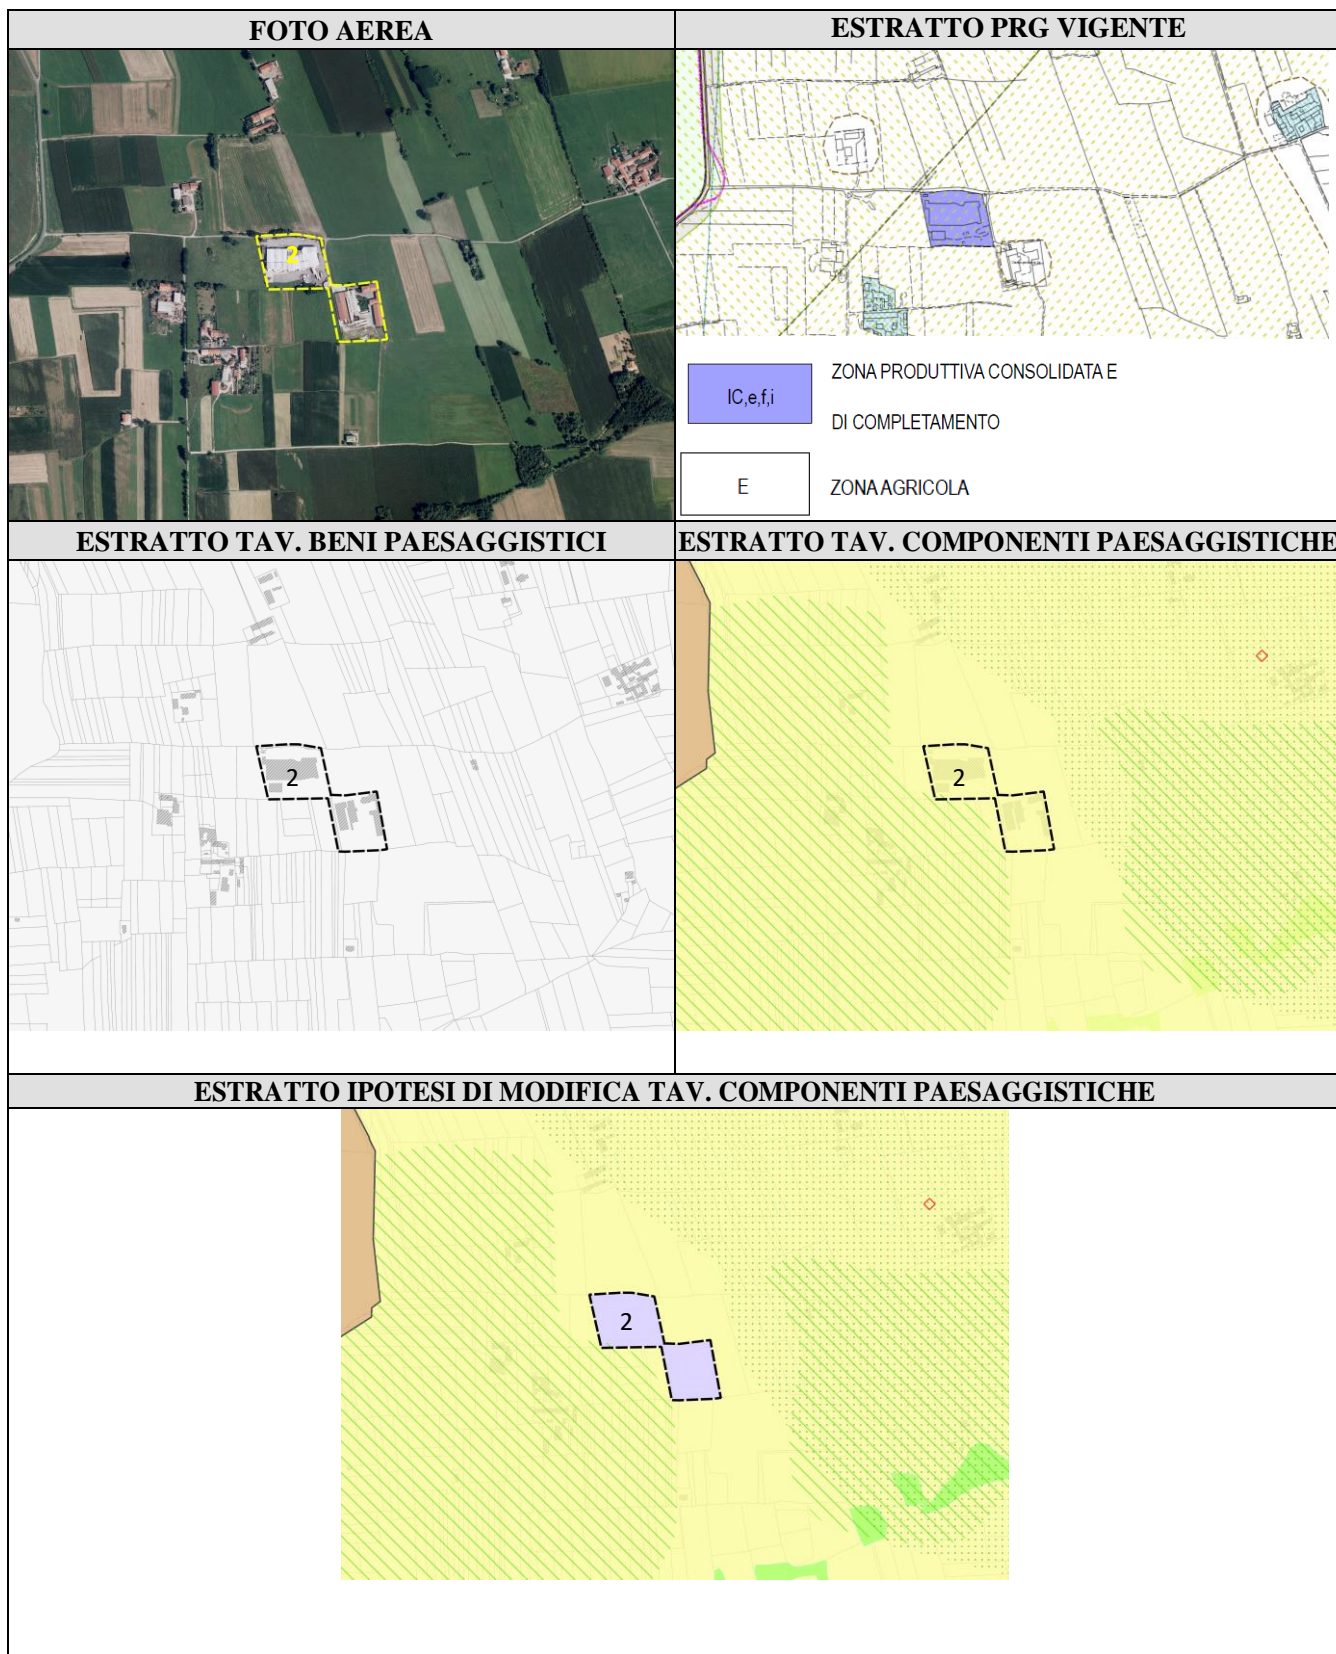 FOTO AEREA
ESTRATTO PRG VIGENTE
2
IC,e,f,i
ZONA PRODUTTIVA CONSOLIDATA E
DI COMPLETAMENTO
E
ZONA AGRICOLA
ESTRATTO TAV. BENI PAESAGGISTICI
ESTRATTO TAV. COMPONENTI PAESAGGISTICHE
2
2
ESTRATTO IPOTESI DI MODIFICA TAV. COMPONENTI PAESAGGISTICHE
2